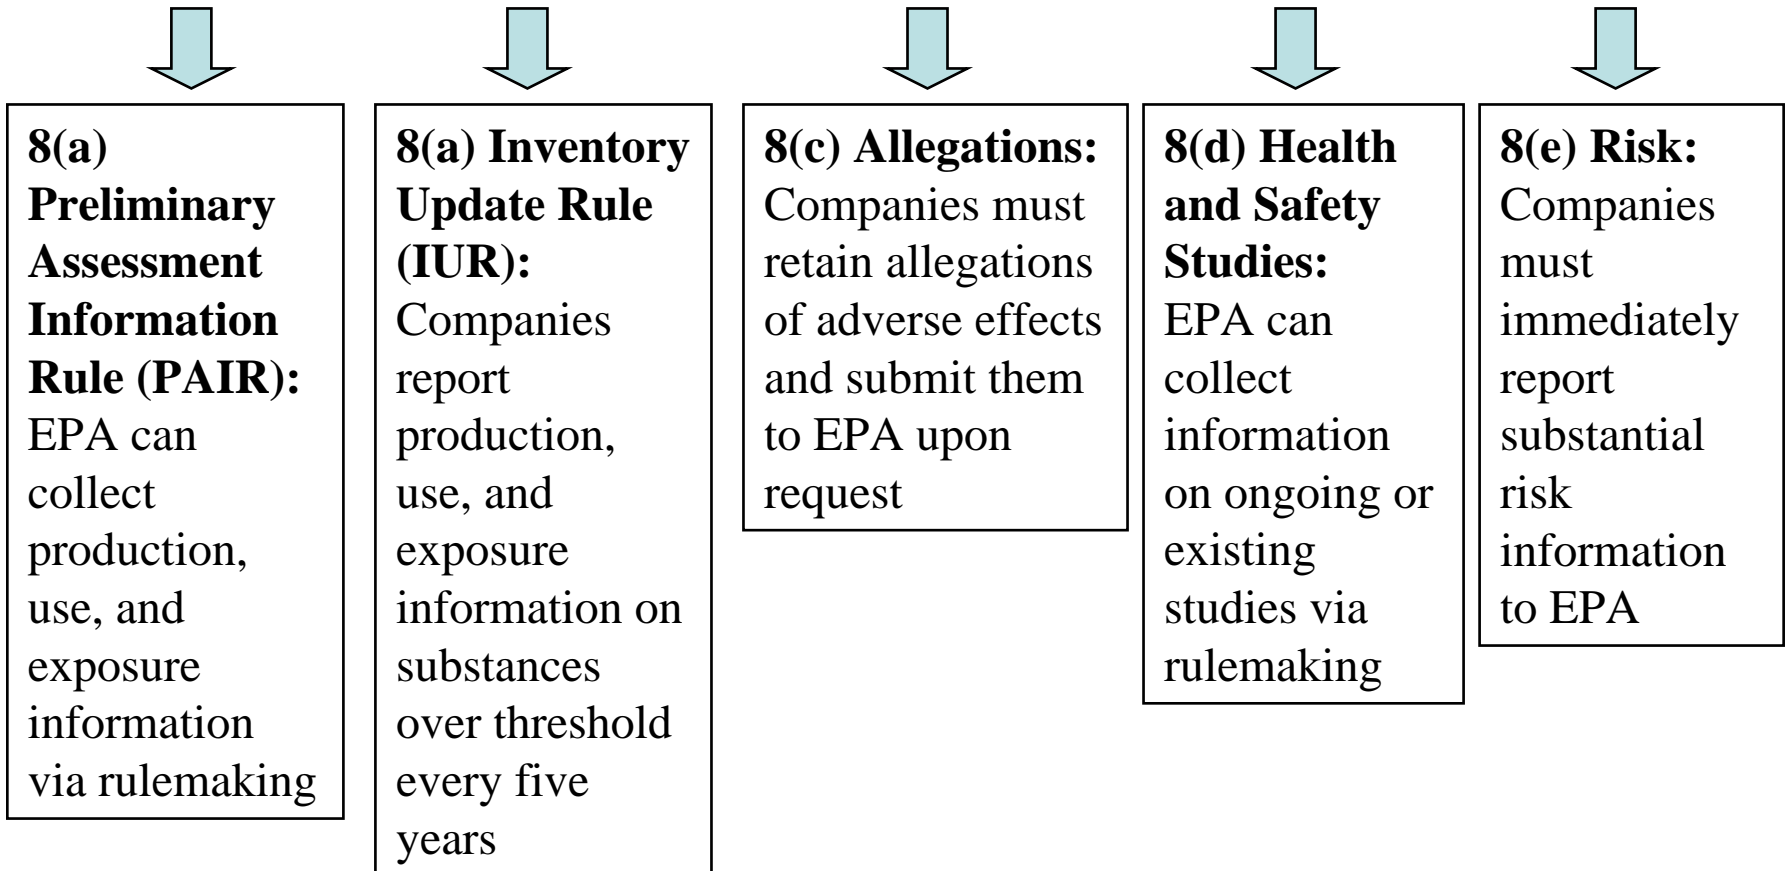 8(a)
Preliminary
Assessment
Information
Rule (PAIR):
EPA can
collect
production,
use, and
exposure
information
via rulemaking
8(a) Inventory
Update Rule
(IUR):
Companies
report
production,
use, and
exposure
information on
substances
over threshold
every five
years
8(c) Allegations:
Companies must
retain allegations
of adverse effects
and submit them
to EPA upon
request
8(d) Health
and Safety
Studies:
EPA can
collect
information
on ongoing or
existing
studies via
rulemaking
8(e) Risk:
Companies
must
immediately
report
substantial
risk
information
to EPA